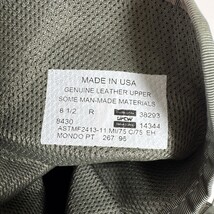 MADE IN USA
GENUINE LEATHER UPPER
SOME MAN-MADE MATERIALS
8 1/2 R 38293
8430 14344
ASTMF2413-11 MI/75 C/75 EH
MONDO PT 267 95